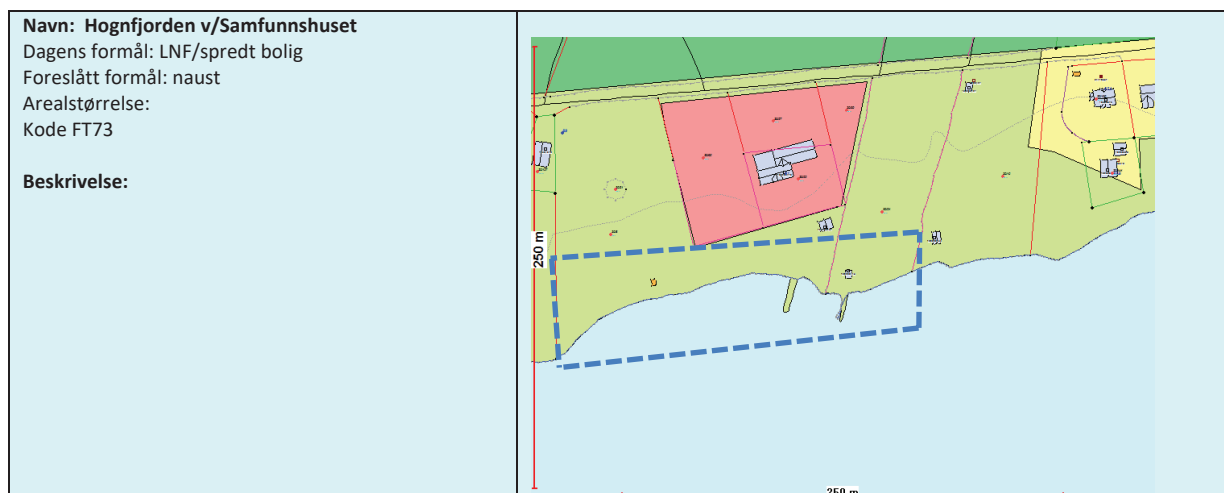 Navn: Hognfjorden v/Samfunnshuset
Dagens formål: LNF/spredt bolig
Foreslått formål: naust
Arealstørrelse:
Kode FT73
Beskrivelse:
250 m
250 m